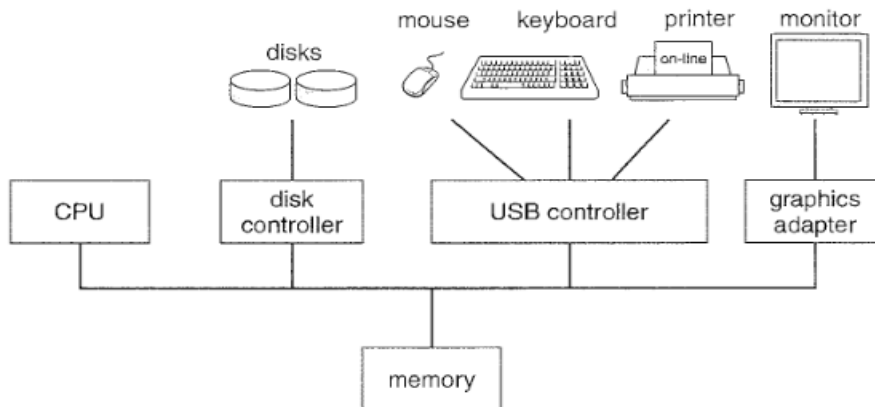 mouse keyboard printer monitor
disks
on-line
CPU
disk
controller
USB controller
graphics
adapter
memory